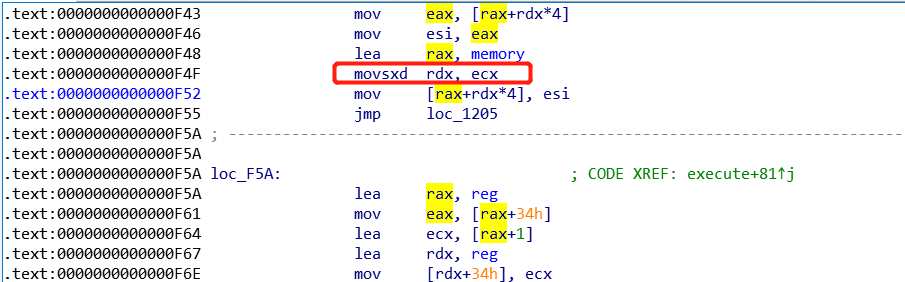 .text:0000000000000F43 mov eax, [rax+rdx*4]
.text:0000000000000F46 mov esi, eax
.text:0000000000000F48 lea rax, memory
.text:0000000000000F4F movsxd rdx, ecx
.text:0000000000000F52 mov [rax+rdx*4], esi
.text:0000000000000F55 jmp loc_1205
.text:0000000000000F5A ; ---------------------------------------------------------------------------
.text:0000000000000F5A
.text:0000000000000F5A loc_F5A: ; CODE XREF: execute+81↑j
.text:0000000000000F5A lea rax, reg
.text:0000000000000F61 mov eax, [rax+34h]
.text:0000000000000F64 lea ecx, [rax+1]
.text:0000000000000F67 lea rdx, reg
.text:0000000000000F6E mov [rdx+34h], ecx